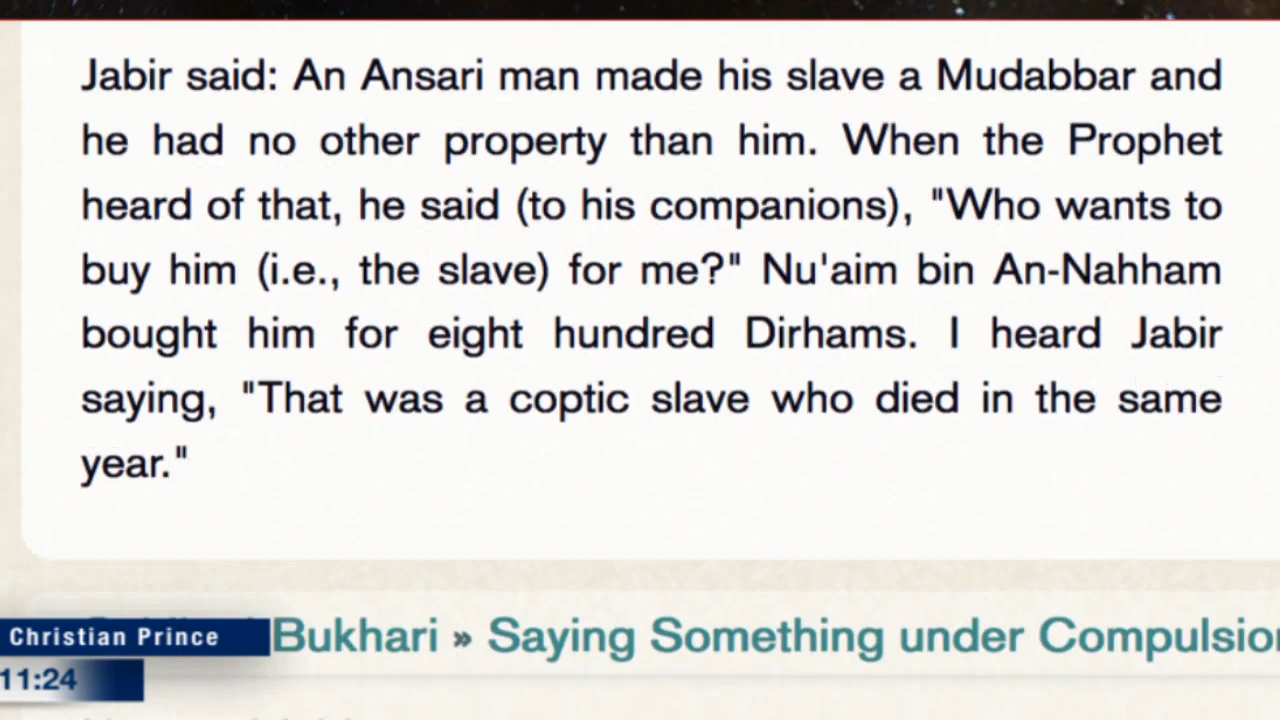 Jabir said: An Ansari man made his slave a Mudabbar and
he had no other property than him. When the Prophet
heard of that, he said (to his companions), "Who wants to
buy him (i.e., the slave) for me?" Nu'aim bin An-Nahham
bought him for eight hundred Dirhams. I heard Jabir
saying, "That was a coptic slave who died in the same
year."
Bukhari » Saying Something under Compulsion
Christian Prince
11:24